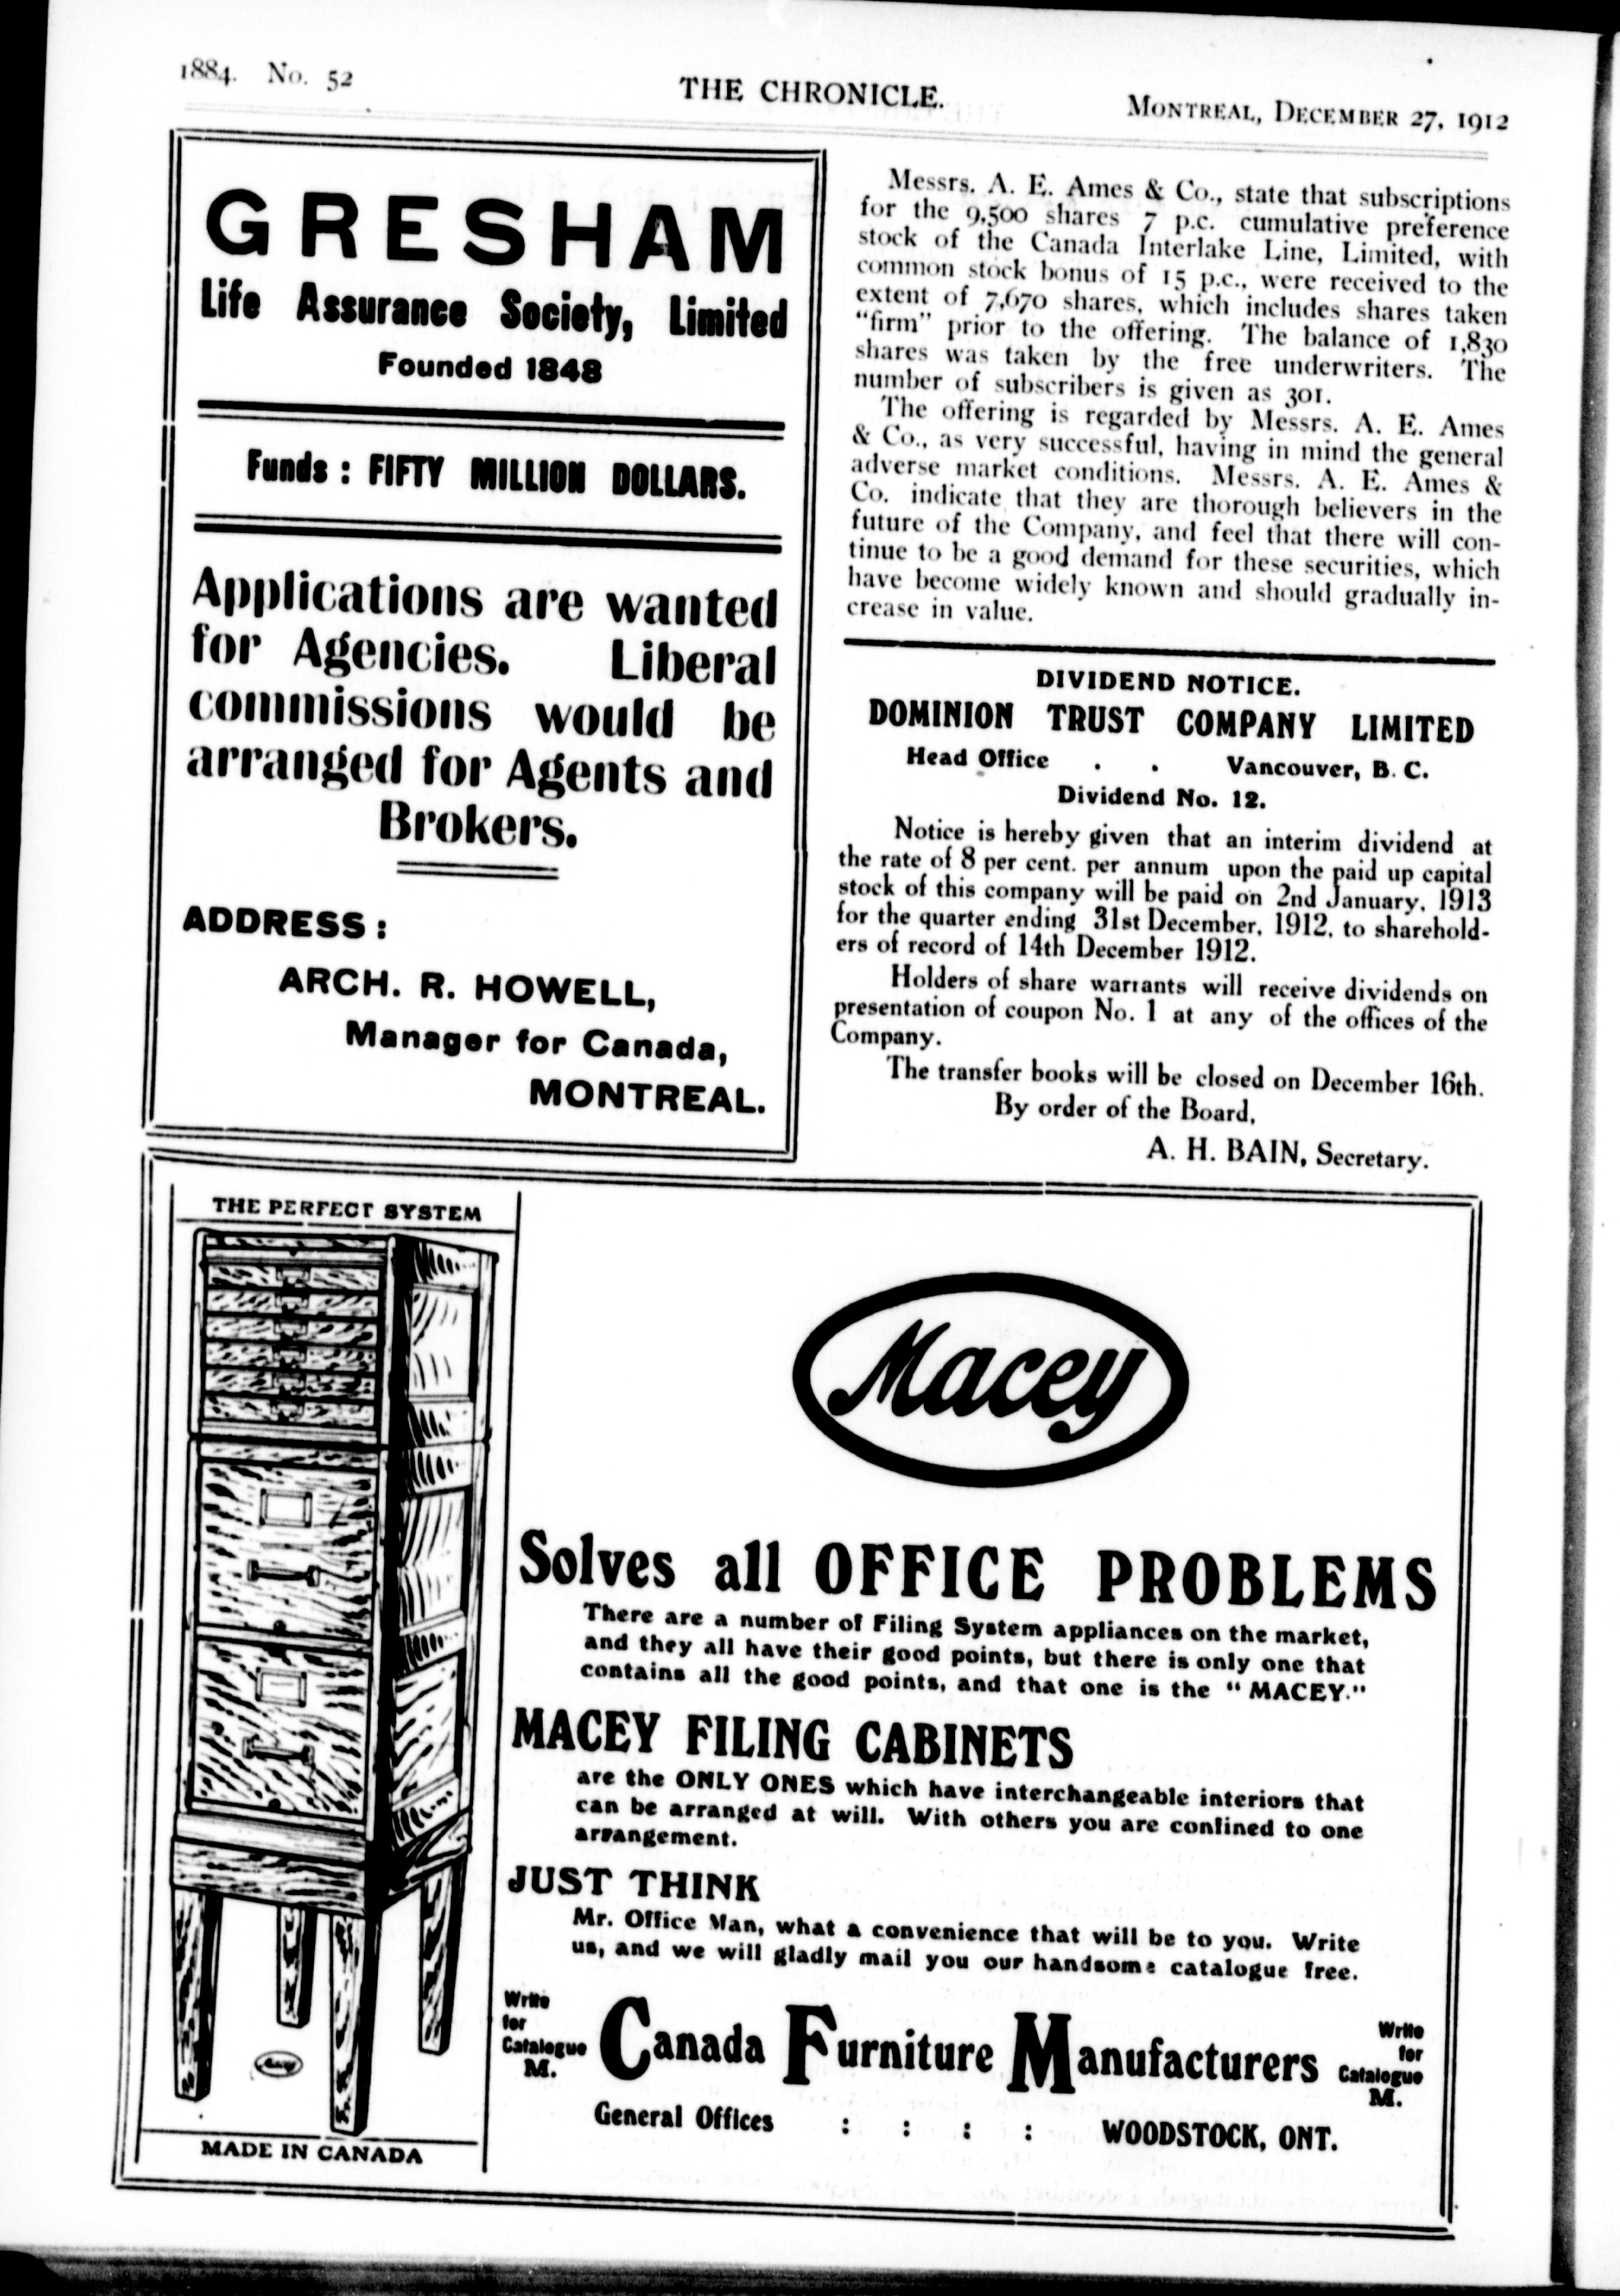 1884. No. 52
THE CHRONICLE.
MONTREAL, DECEMBER 27, 1912
GRESHAM
Life Assurance Society, Limited
Founded 1848
Funds : FIFTY MILLION DOLLARS.
Applications are wanted
for Agencies. Liberal
commissions would be
arranged for Agents and
Brokers.
ADDRESS :
ARCH. R. HOWELL,
Manager for Canada,
MONTREAL.
Messrs. A. E. Ames & Co., state that subscriptions
for the 9,500 shares 7 p.c. cumulative preference
stock of the Canada Interlake Line, Limited, with
common stock bonus of 15 p.c., were received to the
extent of 7,670 shares, which includes shares taken
"firm" prior to the offering. The balance of 1,830
shares was taken by the free underwriters. The
number of subscribers is given as 301.
The offering is regarded by Messrs. A. E. Ames
& Co., as very successful, having in mind the general
adverse market conditions. Messrs. A. E. Ames &
Co. indicate that they are thorough believers in the
future of the Company, and feel that there will con-
tinue to be a good demand for these securities, which
have become widely known and should gradually in-
crease in value.
DIVIDEND NOTICE.
DOMINION TRUST COMPANY LIMITED
Head Office . . Vancouver, B. C.
Dividend No. 12.
Notice is hereby given that an interim dividend at
the rate of 8 per cent. per annum upon the paid up capital
stock of this company will be paid on 2nd January, 1913
for the quarter ending 31st December, 1912, to sharehold-
ers of record of 14th December 1912.
Holders of share warrants will receive dividends on
presentation of coupon No. 1 at any of the offices of the
Company.
The transfer books will be closed on December 16th.
By order of the Board,
A. H. BAIN, Secretary.
THE PERFECT SYSTEM
Macey
MADE IN CANADA
Macey
Solves all OFFICE PROBLEMS
There are a number of Filing System appliances on the market,
and they all have their good points, but there is only one that
contains all the good points, and that one is the "MACEY."
MACEY FILING CABINETS
are the ONLY ONES which have interchangeable interiors that
can be arranged at will. With others you are confined to one
arrangement.
JUST THINK
Mr. Office Man, what a convenience that will be to you. Write
us, and we will gladly mail you our handsome catalogue free.
Write
for
Catalogue
M.
Canada Furniture Manufacturers
Write
for
Catalogue
M.
General Offices : : : : WOODSTOCK, ONT.